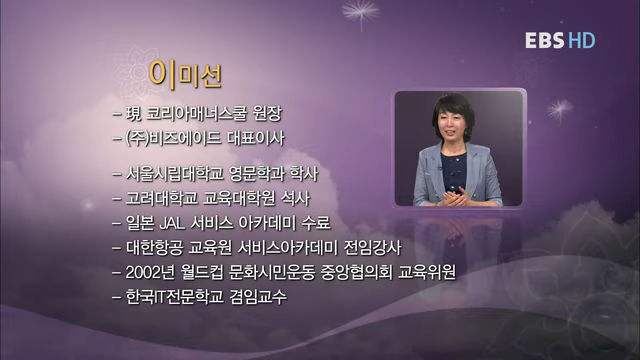 EBS HD
이미선
- 現 코리아매너스쿨 원장
- (주)비즈에이드 대표이사
- 서울시립대학교 영문학과 학사
- 고려대학교 교육대학원 석사
- 일본 JAL 서비스 아카데미 수료
- 대한항공 교육원 서비스아카데미 전임강사
- 2002년 월드컵 문화시민운동 중앙협의회 교육위원
- 한국IT전문학교 겸임교수